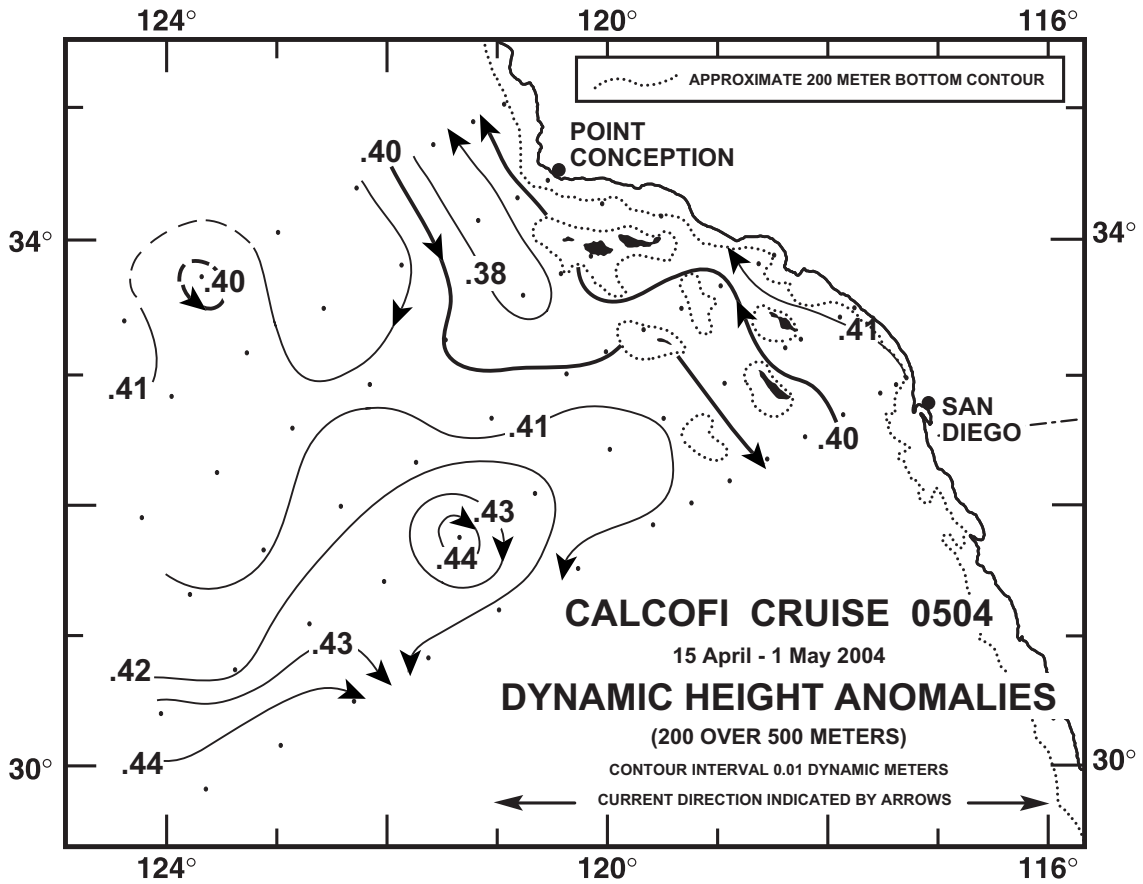 124° 120° 116°
APPROXIMATE 200 METER BOTTOM CONTOUR
POINT
CONCEPTION
.40
34° 34°
.38
.40
.41
.41
SAN
DIEGO
.41
.40
.43
.44
CALCOFI CRUISE 0504
.43
15 April - 1 May 2004
.42
DYNAMIC HEIGHT ANOMALIES
(200 OVER 500 METERS)
.44
30° 30°
CONTOUR INTERVAL 0.01 DYNAMIC METERS
CURRENT DIRECTION INDICATED BY ARROWS
124° 120° 116°